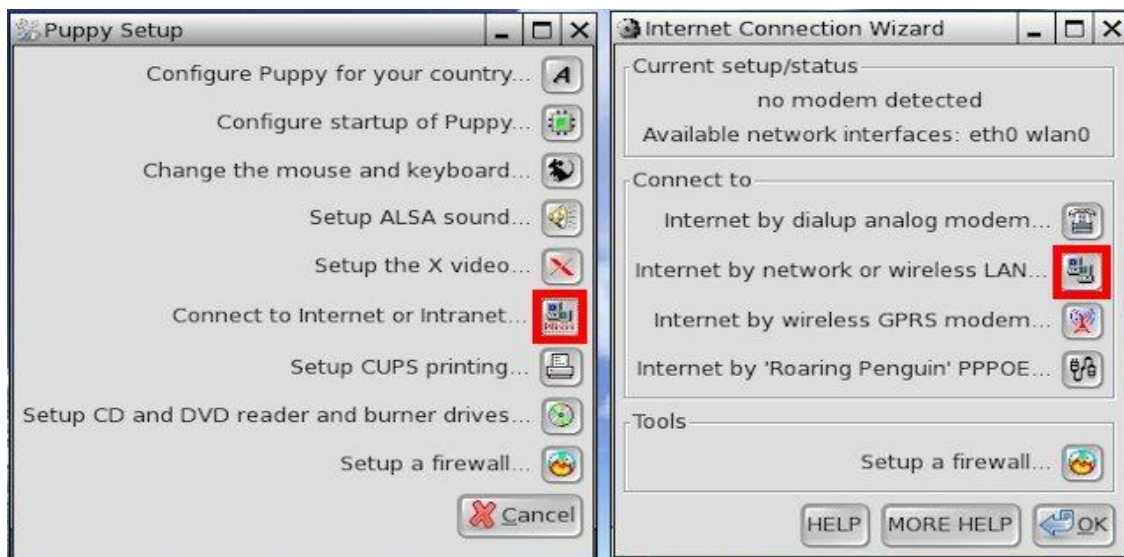 Puppy Setup
Configure Puppy for your country...
Configure startup of Puppy...
Change the mouse and keyboard...
Setup ALSA sound...
Setup the X video...
Connect to Internet or Intranet...
Setup CUPS printing...
Setup CD and DVD reader and burner drives...
Setup a firewall...
Cancel
Internet Connection Wizard
Current setup/status
no modem detected
Available network interfaces: eth0 wlan0
Connect to
Internet by dialup analog modem...
Internet by network or wireless LAN...
Internet by wireless GPRS modem...
Internet by 'Roaring Penguin' PPPOE...
Tools
Setup a firewall...
HELP MORE HELP OK